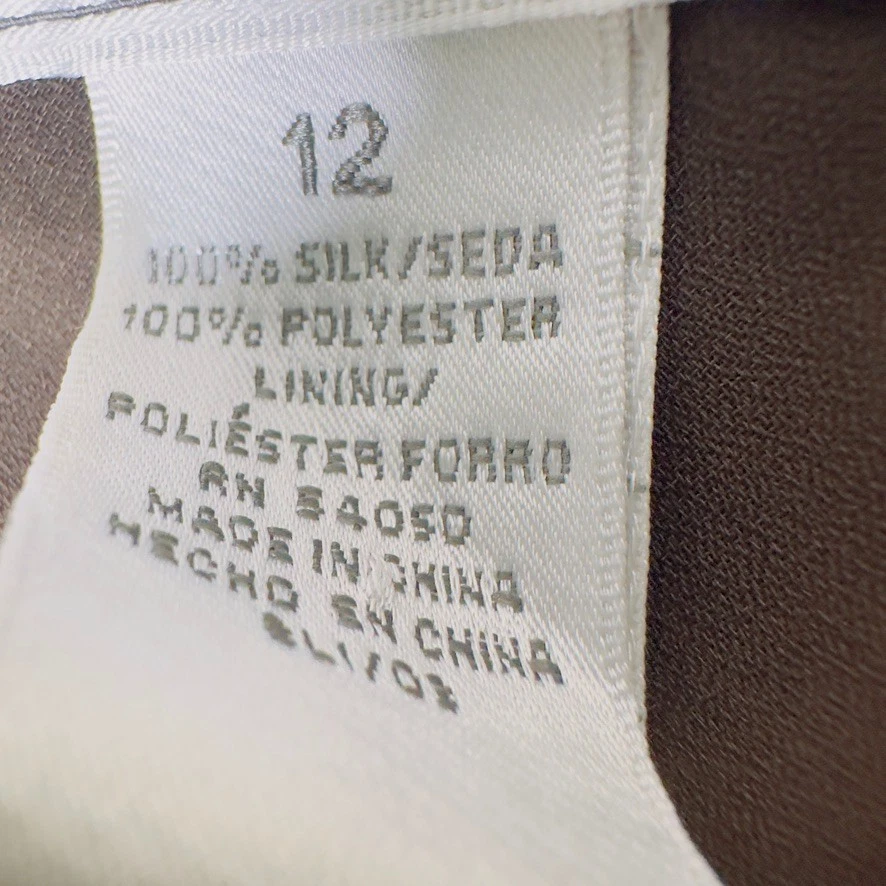 12
100% SILK/SEDA
100% POLYESTER
LINING/
POLIÉSTER FORRO
RN 54050
MADE IN CHINA
HECHO EN CHINA